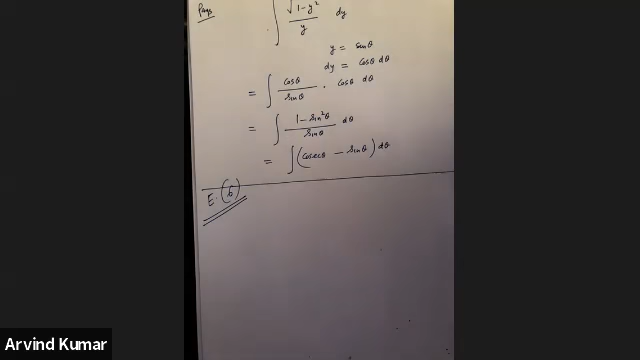 ∫ √1-y² / y dy
y = sinθ
dy = cosθ dθ
= ∫ cosθ / sinθ . cosθ dθ
= ∫ 1 - sin²θ / sinθ dθ
= ∫ (cosecθ - sinθ) dθ
E. (6)
Arvind Kumar